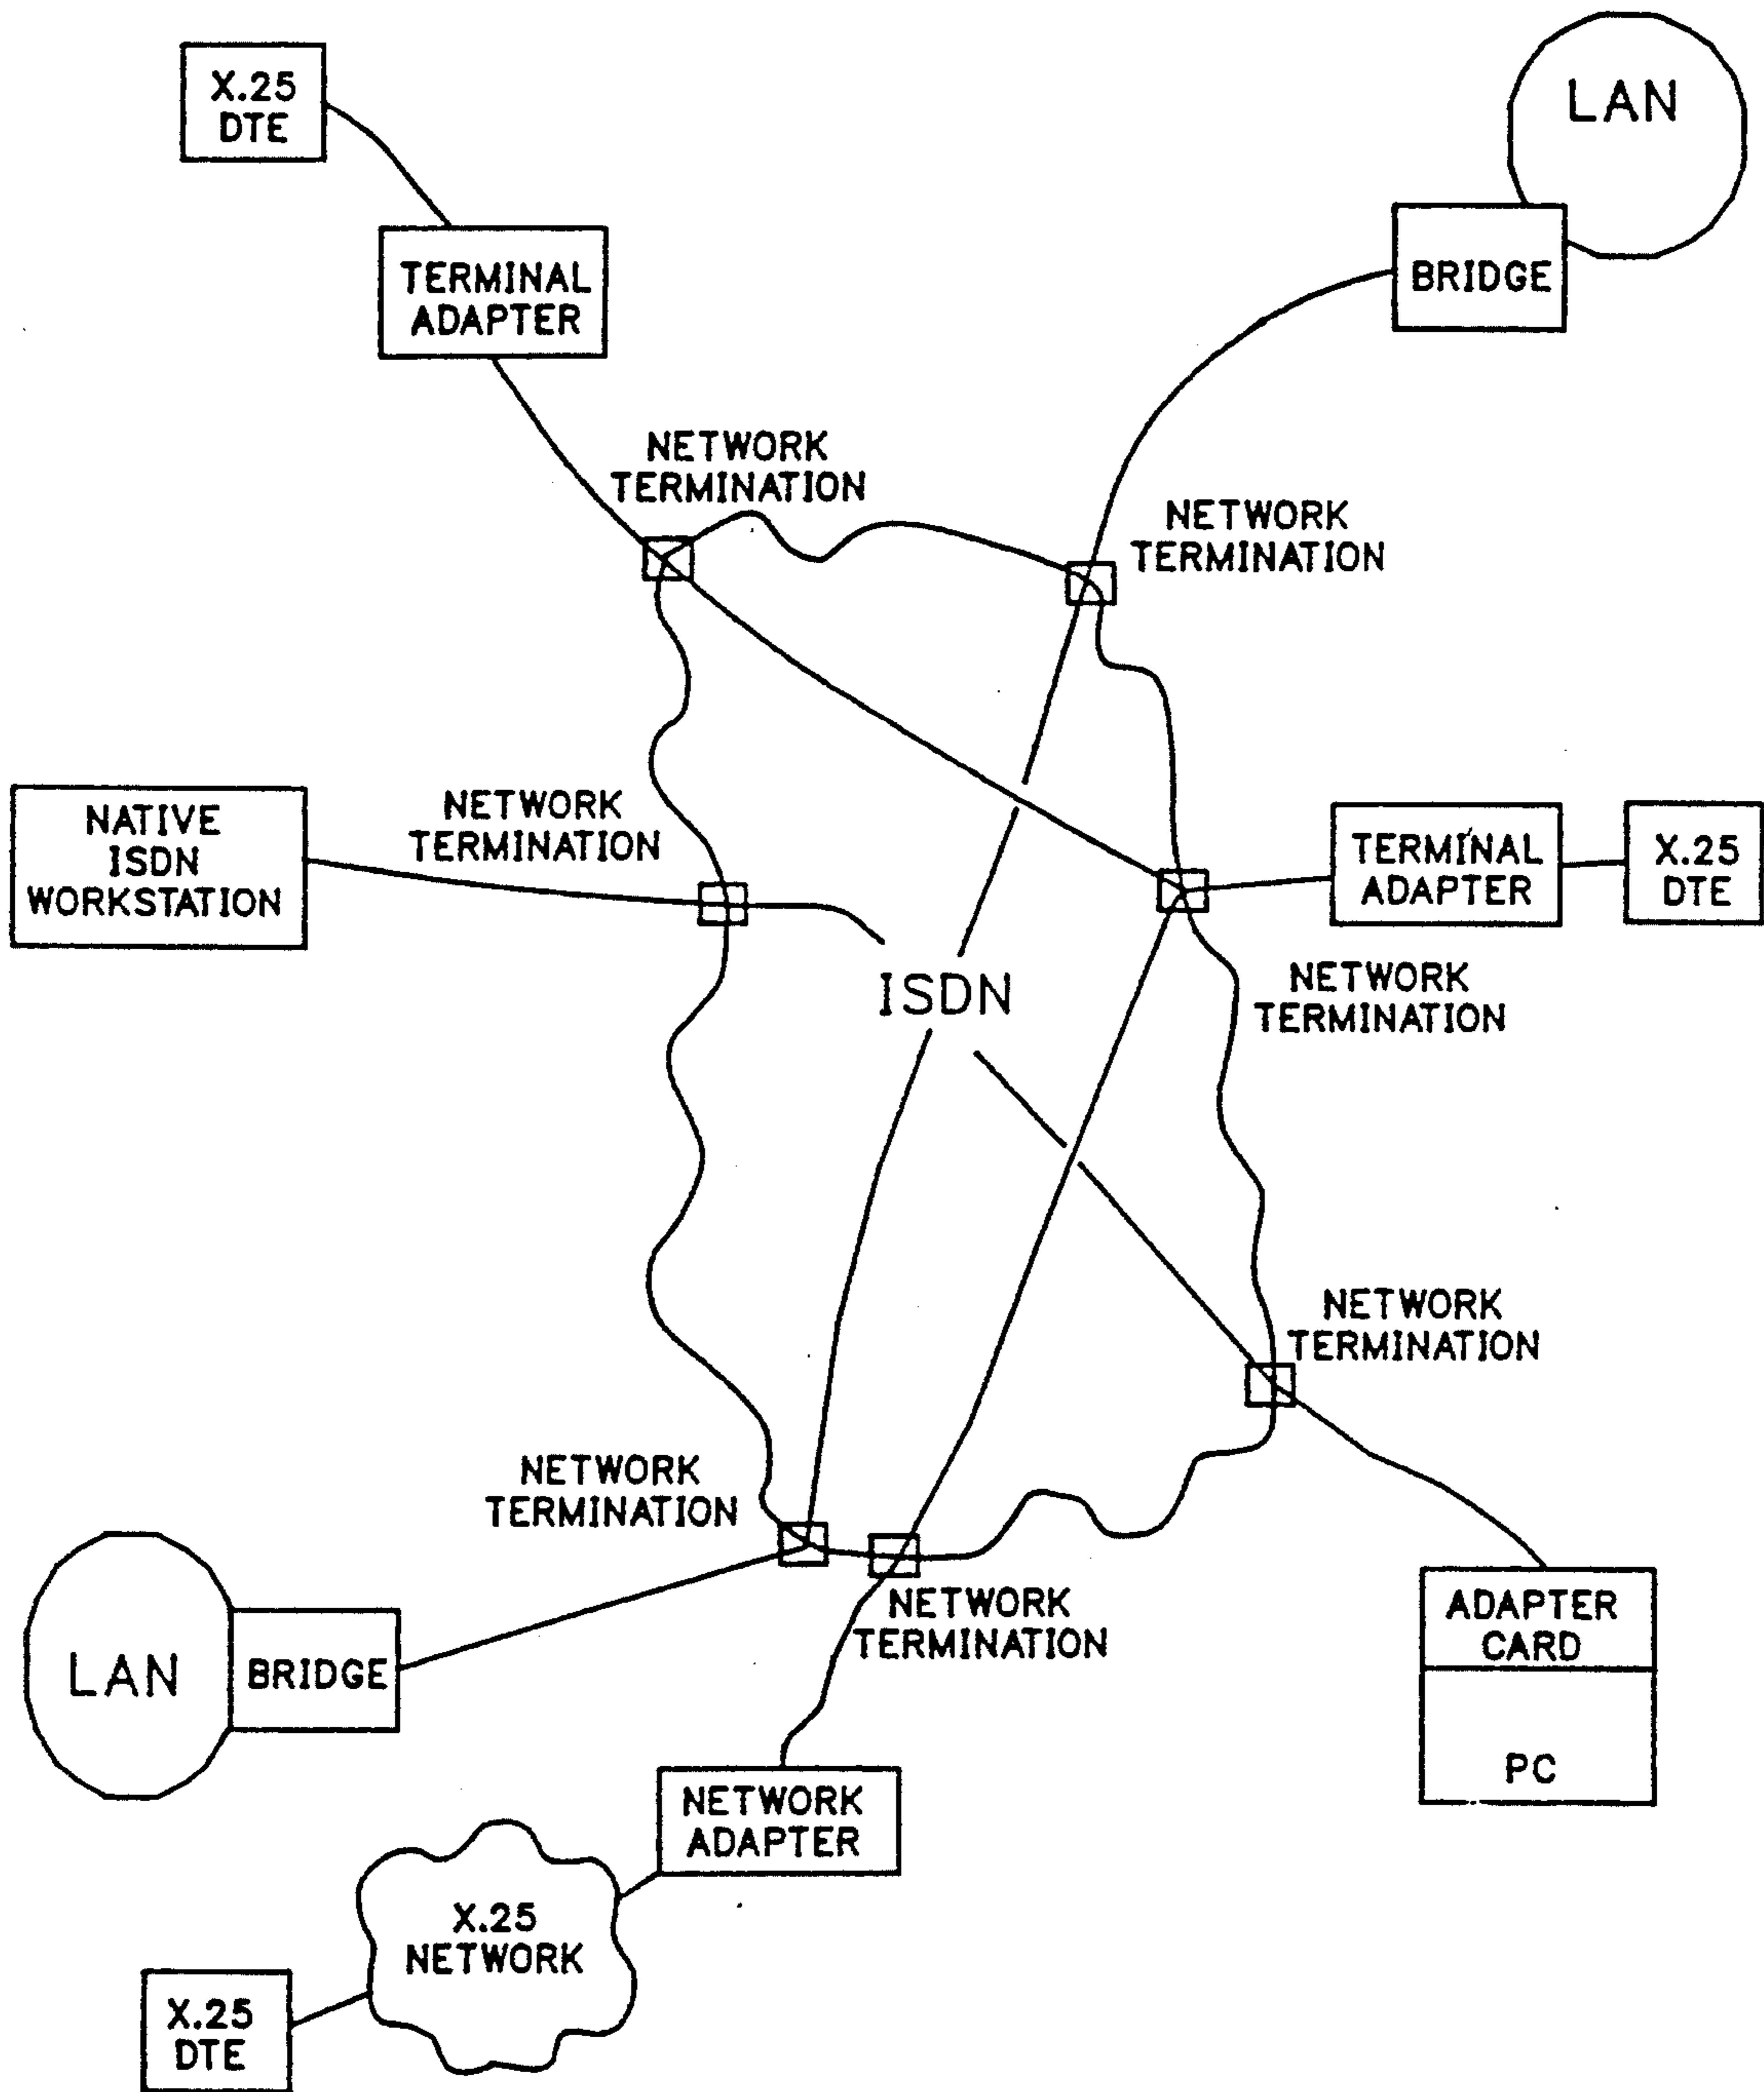 X.25
DTE
LAN
TERMINAL
ADAPTER
BRIDGE
NETWORK
TERMINATION
NETWORK
TERMINATION
NATIVE
ISDN
WORKSTATION
NETWORK
TERMINATION
TERMINAL
ADAPTER
X.25
DTE
ISDN
NETWORK
TERMINATION
NETWORK
TERMINATION
NETWORK
TERMINATION
LAN
BRIDGE
NETWORK
TERMINATION
ADAPTER
CARD
PC
NETWORK
ADAPTER
X.25
NETWORK
X.25
DTE